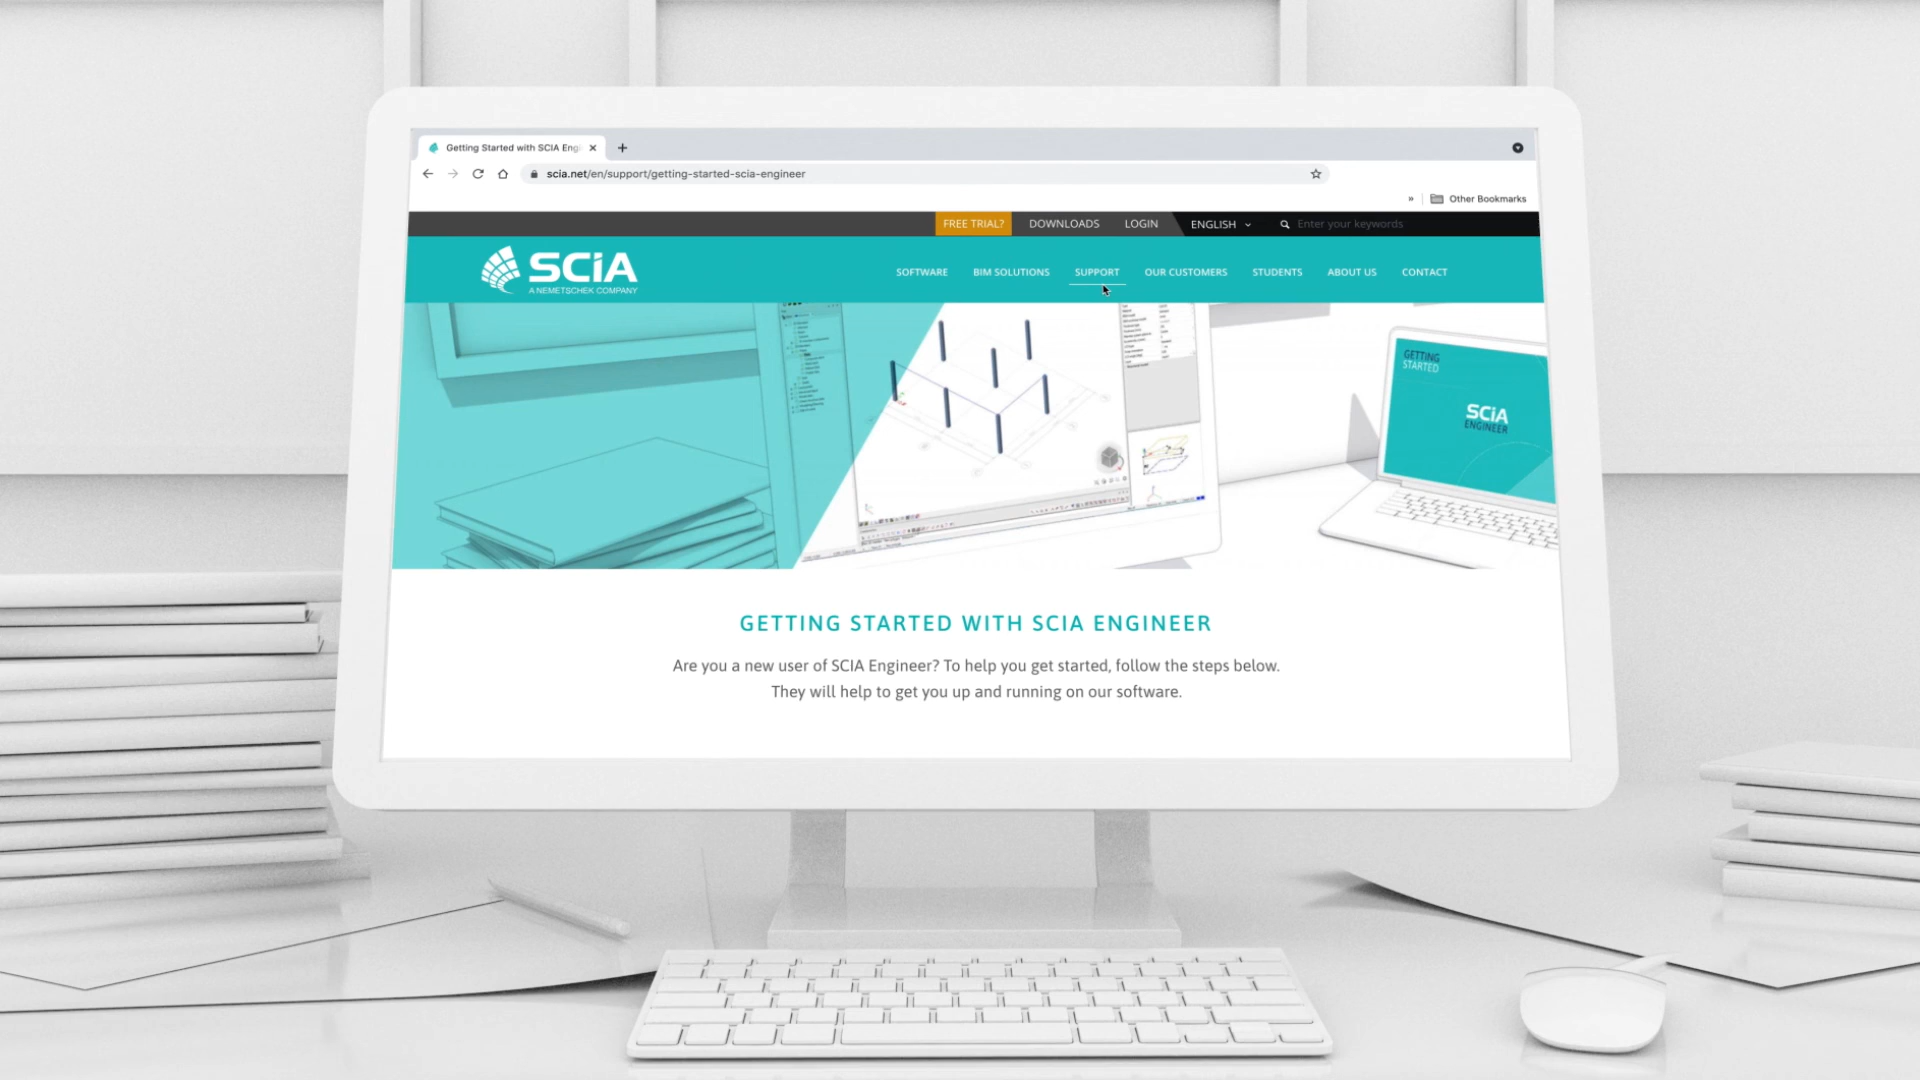 Getting Started with SCIA Eng
scia.net/en/support/getting-started-scia-engineer
» Other Bookmarks
FREE TRIAL? DOWNLOADS LOGIN ENGLISH Enter your keywords
SCiA
A NEMETSCHEK COMPANY
SOFTWARE BIM SOLUTIONS SUPPORT OUR CUSTOMERS STUDENTS ABOUT US CONTACT
GETTING
STARTED
SCiA
ENGINEER
GETTING STARTED WITH SCIA ENGINEER
Are you a new user of SCIA Engineer? To help you get started, follow the steps below.
They will help to get you up and running on our software.